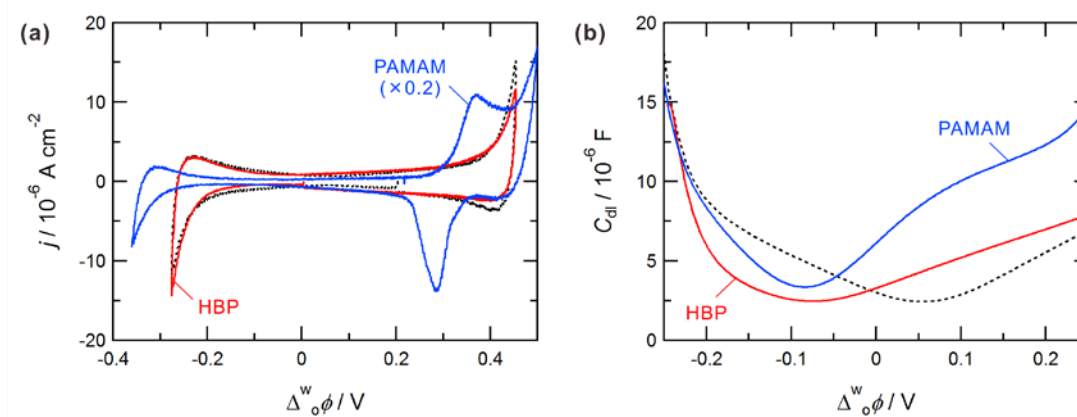 (a)
20
10
0
-10
-20
j / 10⁻⁶ A cm⁻²
PAMAM
(×0.2)
HBP
-0.4
-0.2
0
0.2
0.4
Δʷₒϕ / V
(b)
20
15
10
5
0
C_dl / 10⁻⁶ F
PAMAM
HBP
-0.2
-0.1
0
0.1
0.2
Δʷₒϕ / V